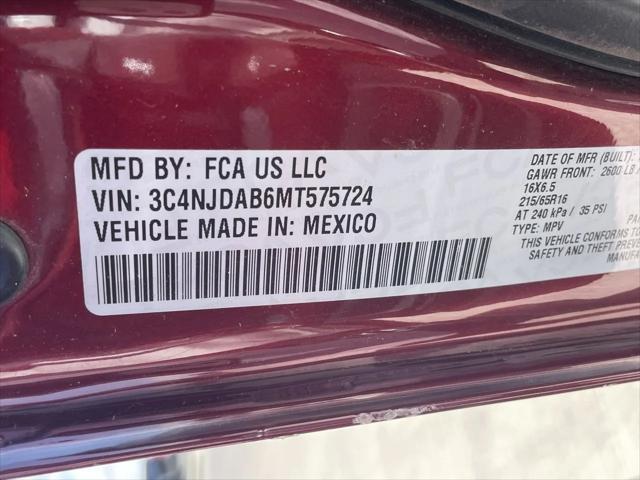 MFD BY: FCA US LLC
VIN: 3C4NJDAB6MT575724
VEHICLE MADE IN: MEXICO
DATE OF MFR (BUILT):
GAWR FRONT: 2600 LB
16X6.5
215/65R16
AT 240 kPa / 35 PSI
TYPE: MPV
THIS VEHICLE CONFORMS TO
SAFETY AND THEFT